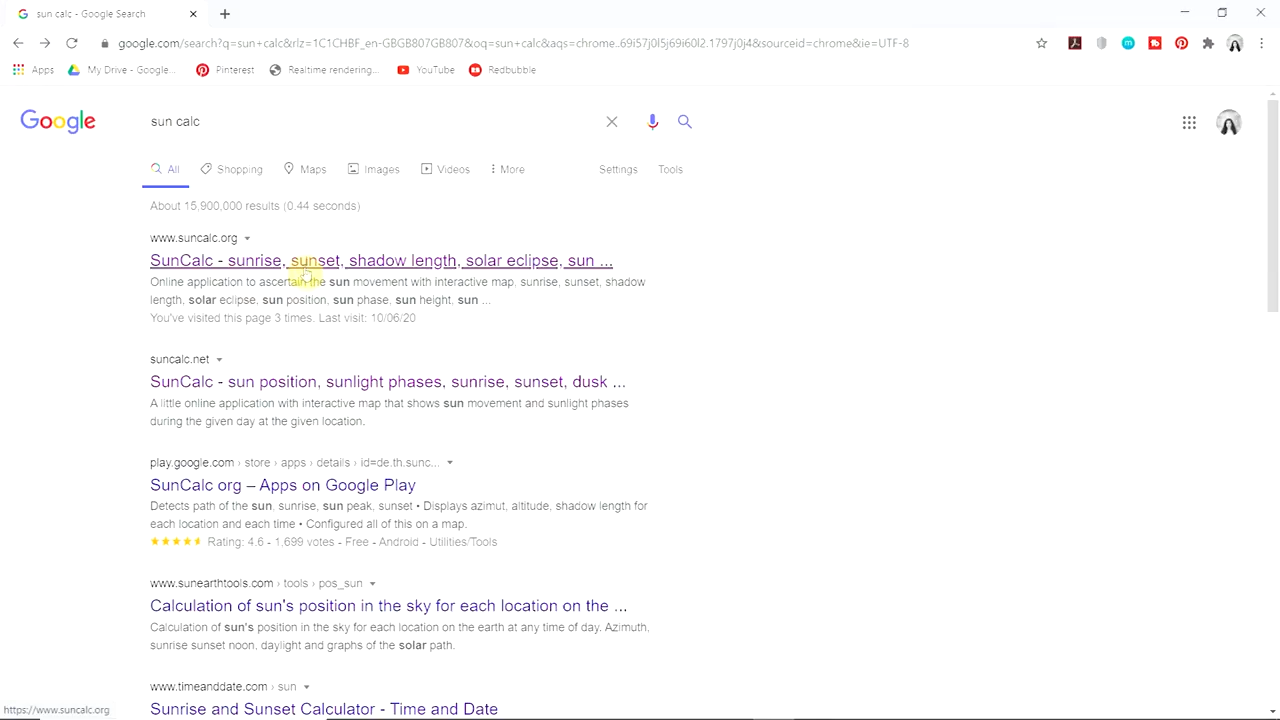 sun calc - Google Search
google.com/search?q=sun+calc&rlz=1C1CHBF_en-GBGB807GB807&oq=sun+calc&aqs=chrome..69i57j0l5j69i60l2.1797j0j4&sourceid=chrome&ie=UTF-8
Apps My Drive - Google... Pinterest Realtime rendering,... YouTube Redbubble
Google sun calc
All Shopping Maps Images Videos More Settings Tools
About 15,900,000 results (0.44 seconds)
www.suncalc.org
SunCalc - sunrise, sunset, shadow length, solar eclipse, sun ...
Online application to ascertain the sun movement with interactive map, sunrise, sunset, shadow
length, solar eclipse, sun position, sun phase, sun height, sun ...
You've visited this page 3 times. Last visit: 10/06/20
suncalc.net
SunCalc - sun position, sunlight phases, sunrise, sunset, dusk ...
A little online application with interactive map that shows sun movement and sunlight phases
during the given day at the given location.
play.google.com › store › apps › details › id=de.th.sunc...
SunCalc org – Apps on Google Play
Detects path of the sun, sunrise, sun peak, sunset • Displays azimut, altitude, shadow length for
each location and each time • Configured all of this on a map.
Rating: 4.6 - 1,699 votes - Free - Android - Utilities/Tools
www.sunearthtools.com › tools › pos_sun
Calculation of sun's position in the sky for each location on the ...
Calculation of sun's position in the sky for each location on the earth at any time of day. Azimuth,
sunrise sunset noon, daylight and graphs of the solar path.
www.timeanddate.com › sun
Sunrise and Sunset Calculator - Time and Date
https://www.suncalc.org